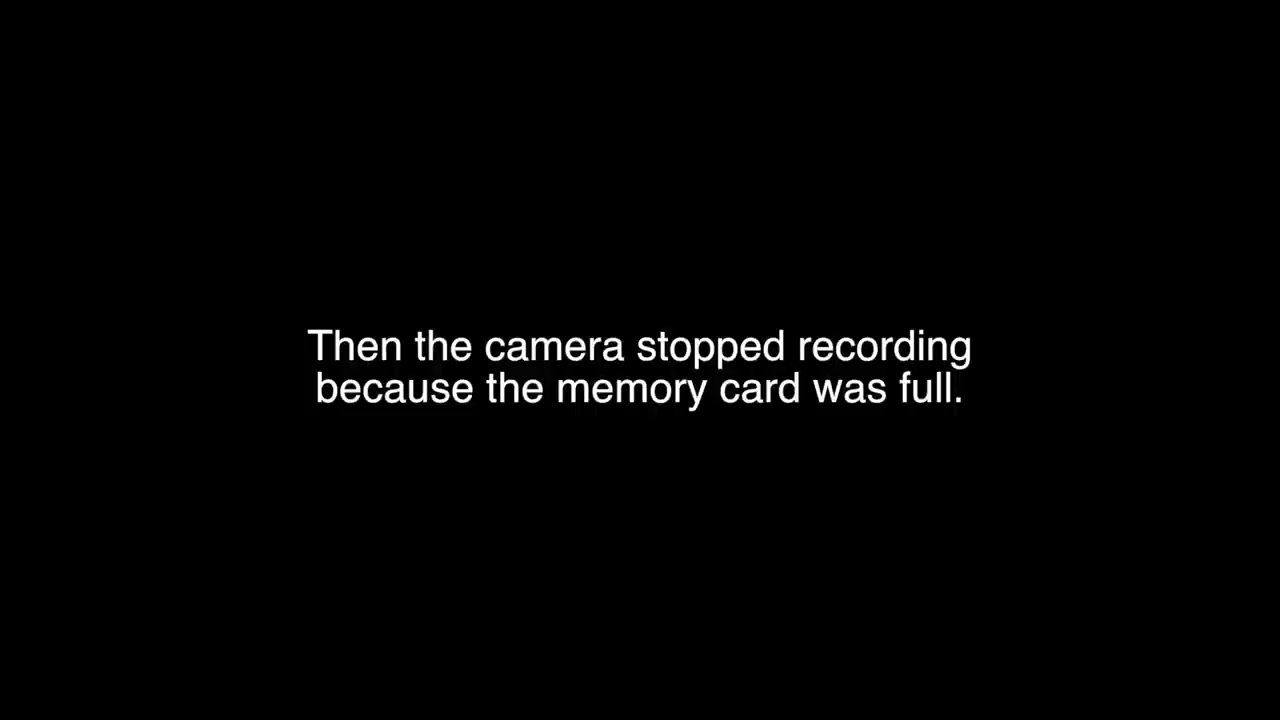 Then the camera stopped recording
because the memory card was full.